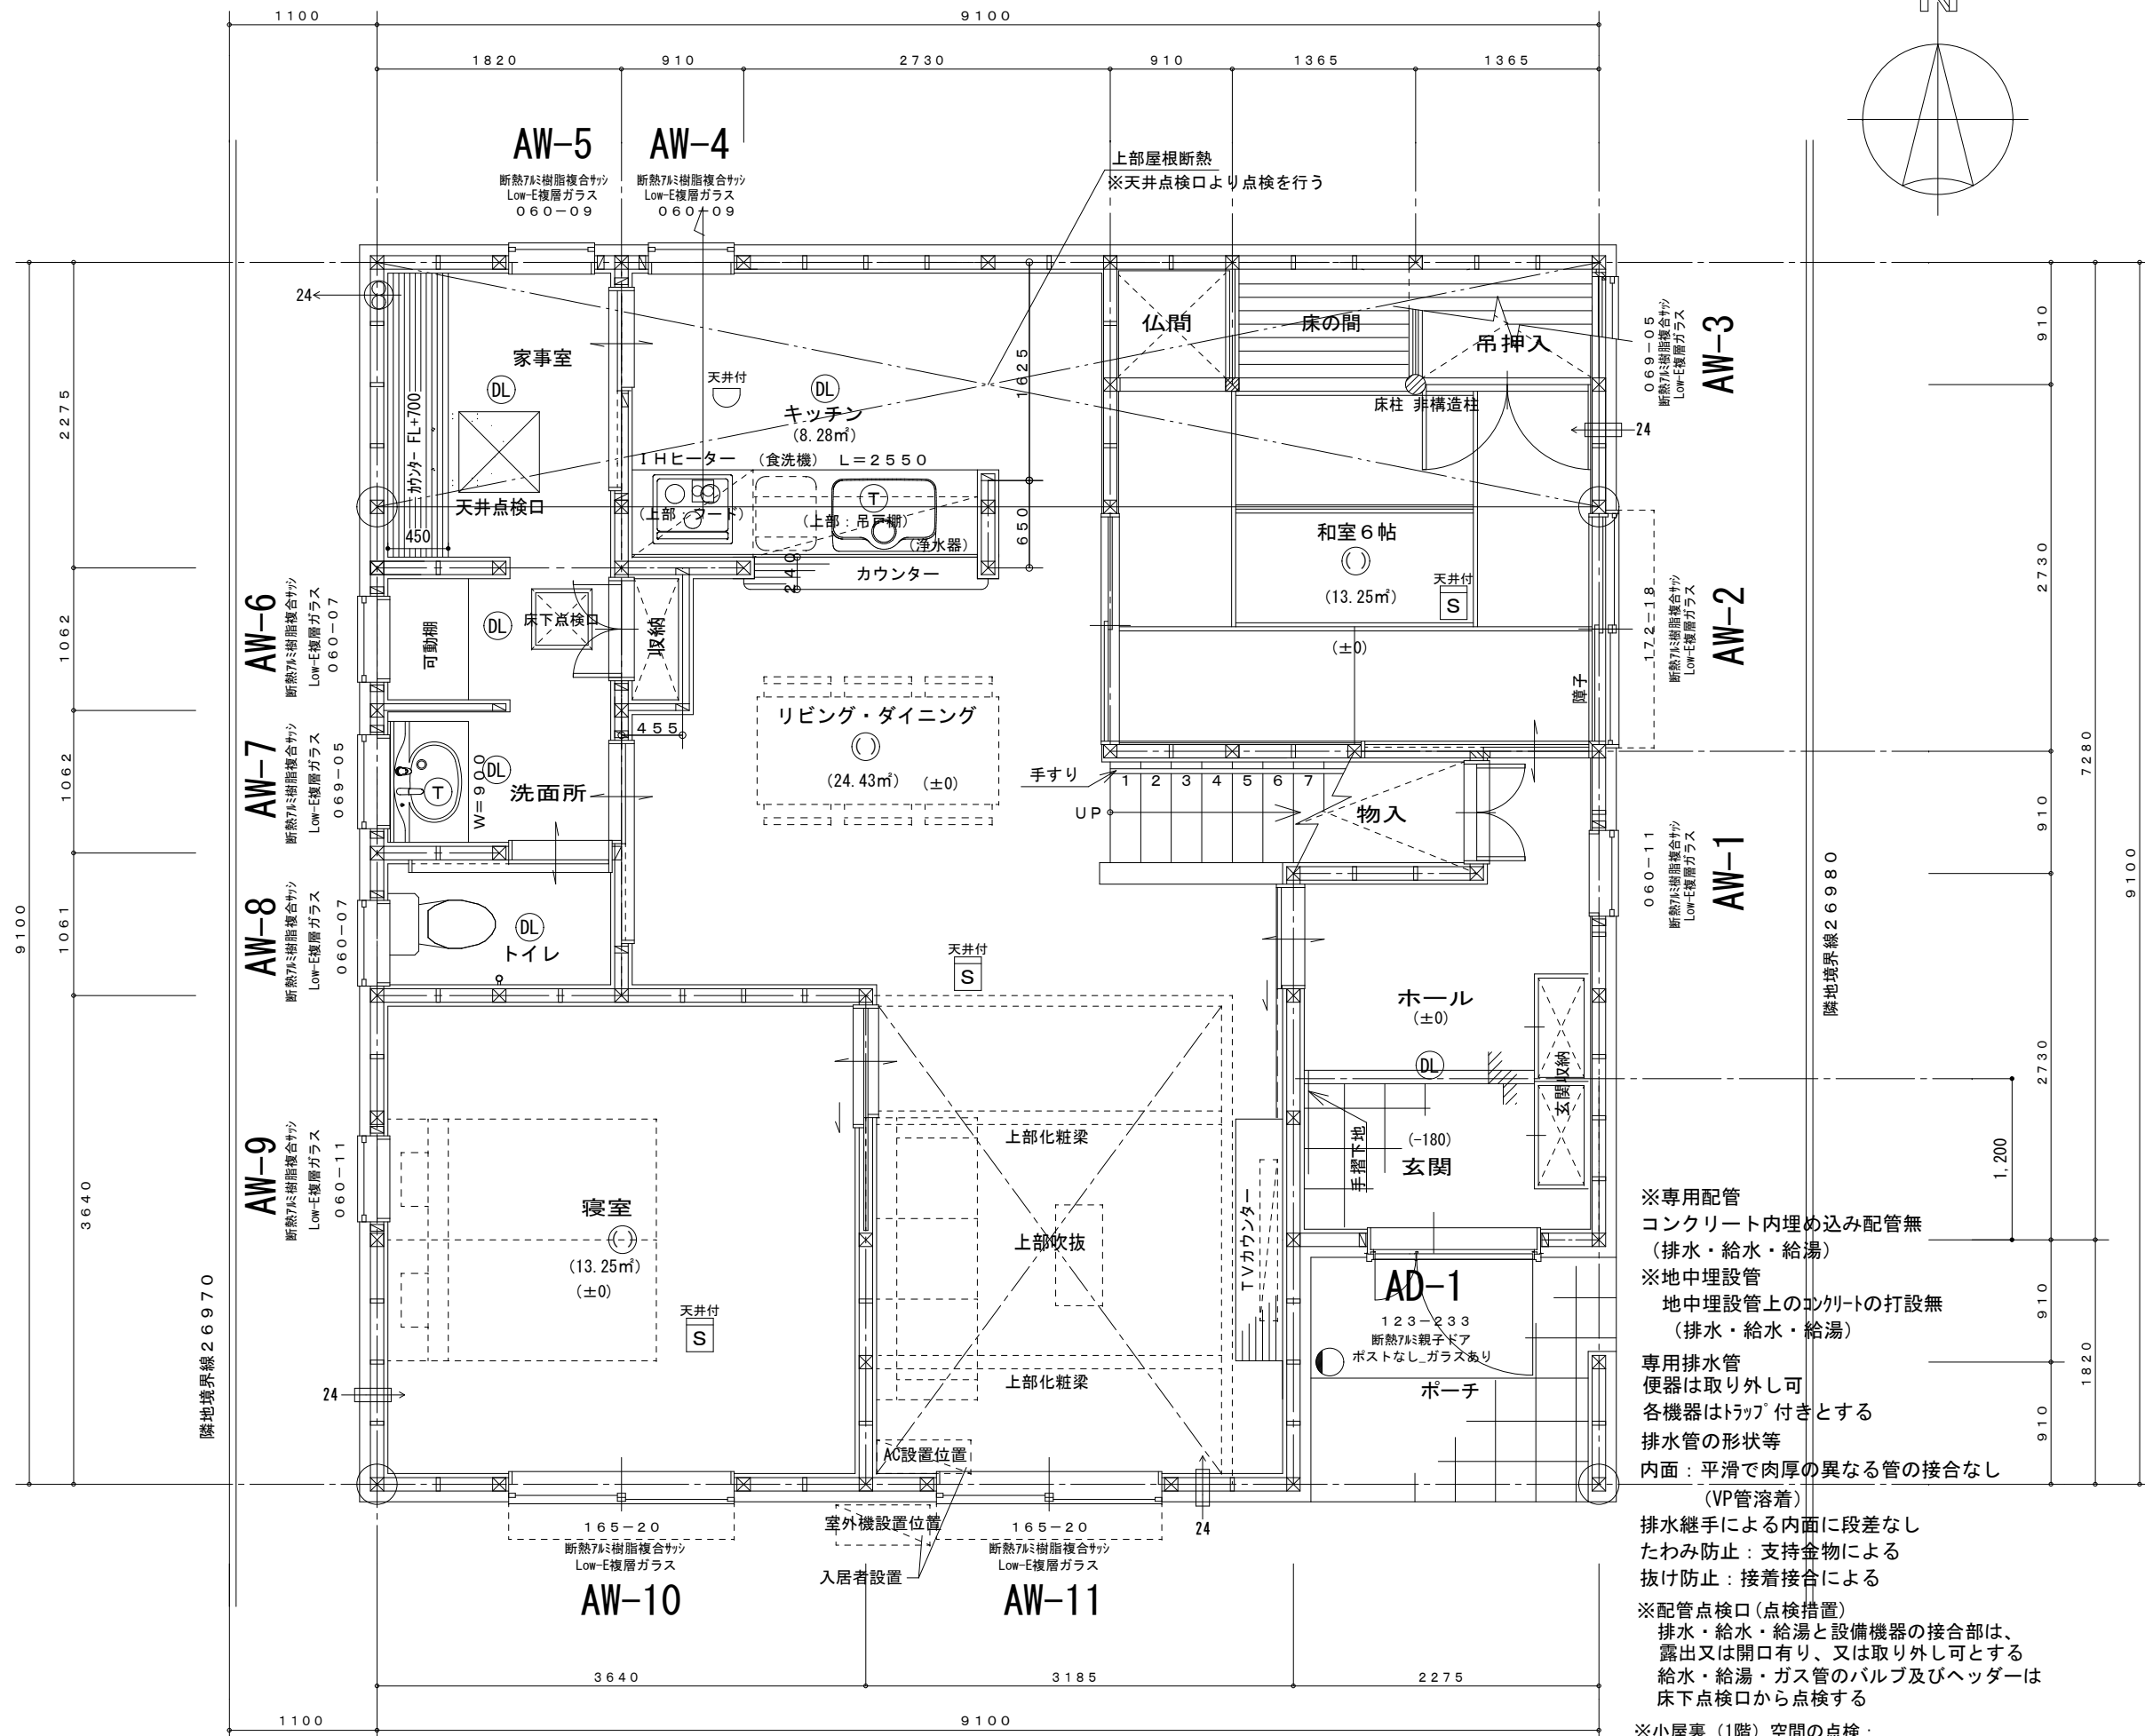 N
1100
9100
1820
910
2730
910
1365
1365
AW-5
断熱ｱﾙﾐ樹脂複合ｻｯｼ
Low-E複層ガラス
060-09
AW-4
断熱ｱﾙﾐ樹脂複合ｻｯｼ
Low-E複層ガラス
060-09
上部屋根断熱
※天井点検口より点検を行う
24
家事室
DL
カウンター FL+700
天井点検口
450
天井付
DL
キッチン
(8.28㎡)
1625
IHヒーター
(食洗機)
L=2550
(上部：フード)
T
(上部：吊戸棚)
(浄水器)
650
240
カウンター
仏間
床の間
吊押入
床柱 非構造柱
24
AW-3
断熱ｱﾙﾐ樹脂複合ｻｯｼ
Low-E複層ガラス
069-05
和室6帖
(13.25㎡)
天井付
S
(±0)
障子
AW-2
断熱ｱﾙﾐ樹脂複合ｻｯｼ
Low-E複層ガラス
172-18
AW-6
断熱ｱﾙﾐ樹脂複合ｻｯｼ
Low-E複層ガラス
060-07
可動棚
DL
床下点検口
収納
455
リビング・ダイニング
(24.43㎡) (±0)
AW-7
断熱ｱﾙﾐ樹脂複合ｻｯｼ
Low-E複層ガラス
069-05
T
W=900
DL
洗面所
手すり
1 2 3 4 5 6 7
UP
物入
AW-1
断熱ｱﾙﾐ樹脂複合ｻｯｼ
Low-E複層ガラス
060-11
AW-8
断熱ｱﾙﾐ樹脂複合ｻｯｼ
Low-E複層ガラス
060-07
DL
トイレ
天井付
S
ホール
(±0)
DL
玄関収納
手摺下地
(-180)
玄関
AW-9
断熱ｱﾙﾐ樹脂複合ｻｯｼ
Low-E複層ガラス
060-11
寝室
(13.25㎡)
(±0)
天井付
S
24
上部化粧梁
上部吹抜
TVカウンター
上部化粧梁
AC設置位置
AD-1
123-233
断熱ｱﾙﾐ親子ドア
ポストなし_ガラスあり
ポーチ
165-20
断熱ｱﾙﾐ樹脂複合ｻｯｼ
Low-E複層ガラス
AW-10
室外機設置位置
入居者設置
165-20
断熱ｱﾙﾐ樹脂複合ｻｯｼ
Low-E複層ガラス
AW-11
24
隣地境界線26970
隣地境界線26980
9100
2275
1062
1062
1061
3640
910
2730
910
2730
910
910
1,200
7280
1820
9100
3640
3185
2275
1100
9100
※専用配管
コンクリート内埋め込み配管無
(排水・給水・給湯)
※地中埋設管
地中埋設管上のｺﾝｸﾘｰﾄの打設無
(排水・給水・給湯)
専用排水管
便器は取り外し可
各機器はﾄﾗｯﾌﾟ付きとする
排水管の形状等
内面：平滑で肉厚の異なる管の接合なし
(VP管溶着)
排水継手による内面に段差なし
たわみ防止：支持金物による
抜け防止：接着接合による
※配管点検口(点検措置)
排水・給水・給湯と設備機器の接合部は、
露出又は開口有り、又は取り外し可とする
給水・給湯・ガス管のバルブ及びヘッダーは
床下点検口から点検する
※小屋裏(1階)空間の点検：